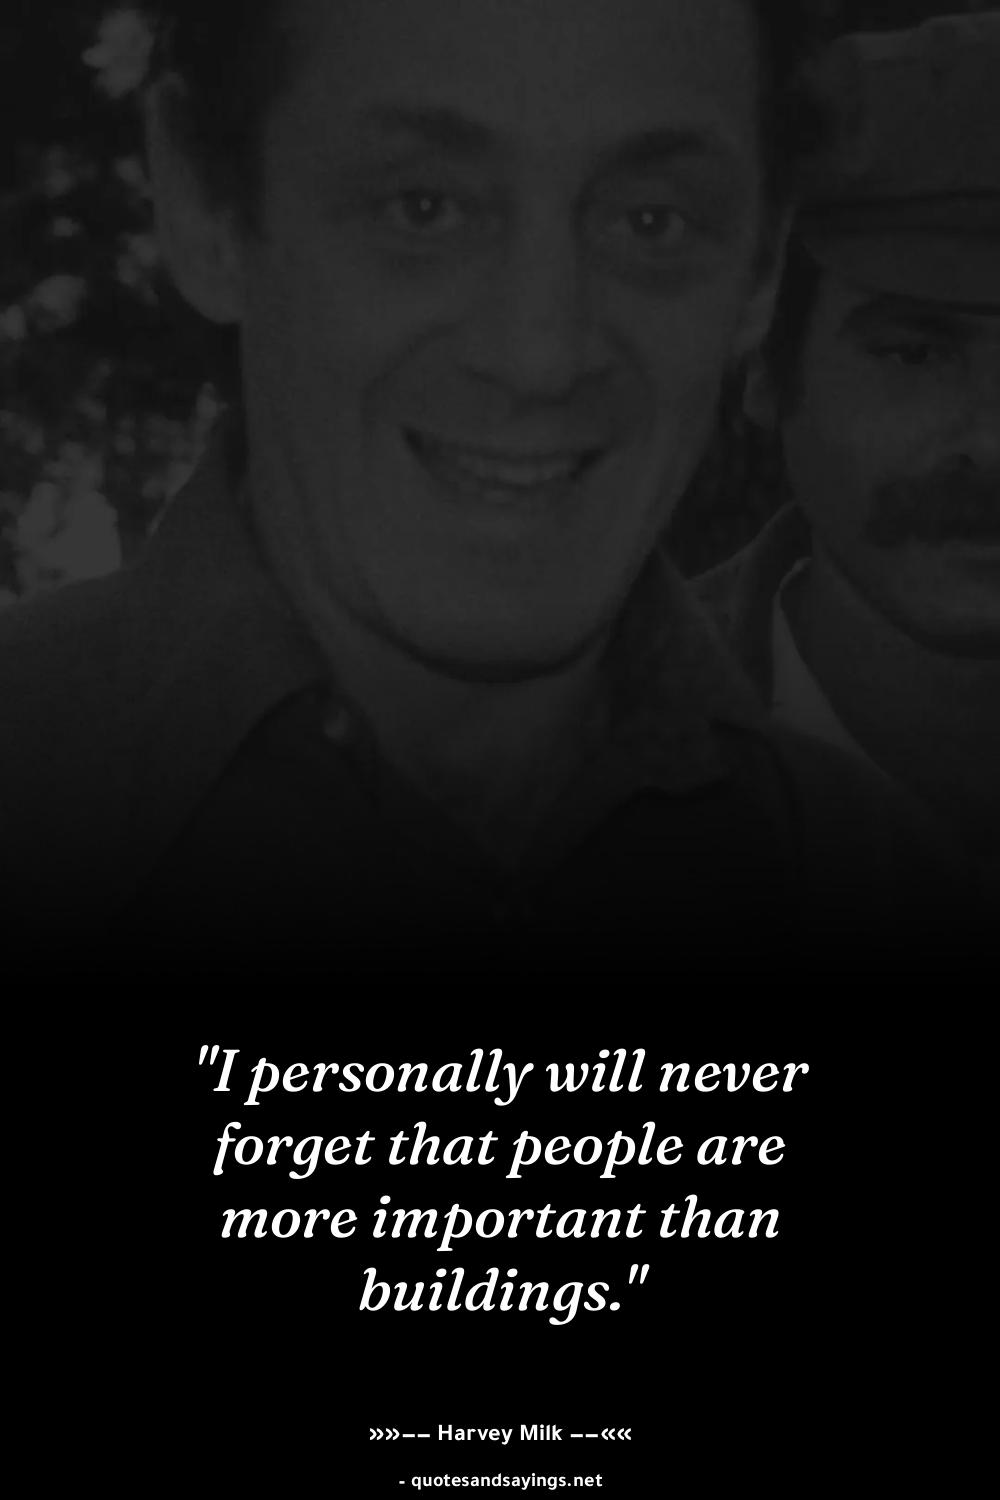 "I personally will never
forget that people are
more important than
buildings."
»»−− Harvey Milk −−««
- quotesandsayings.net